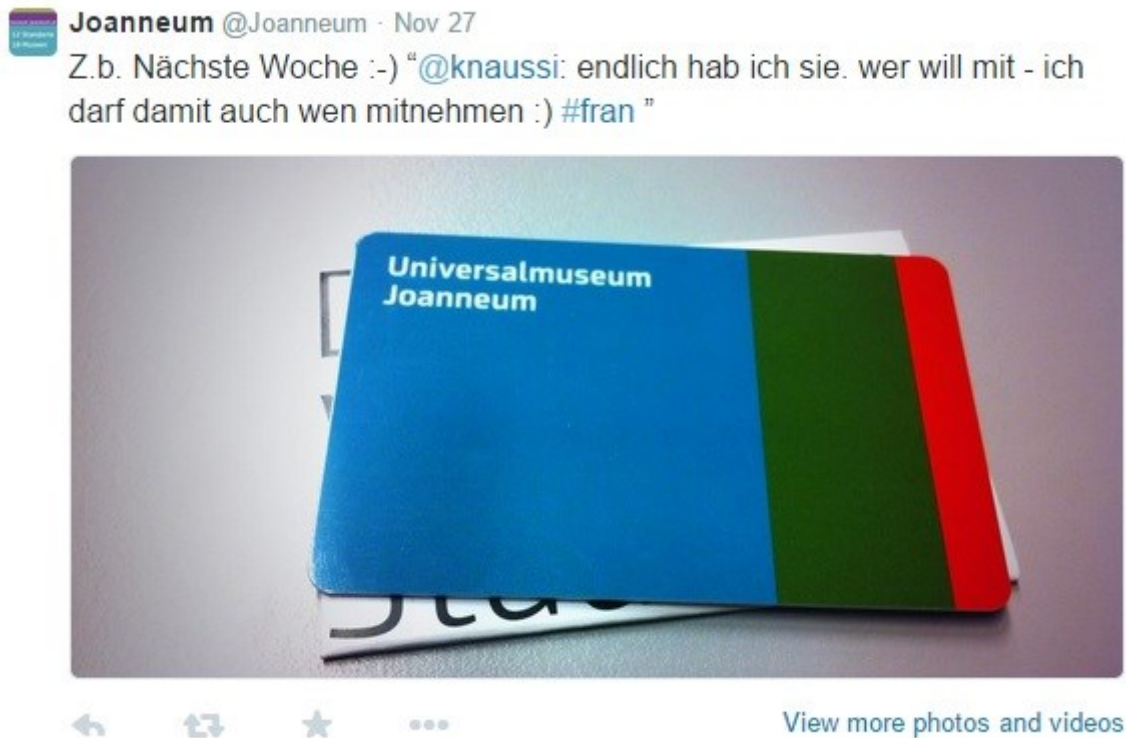 Joanneum @Joanneum · Nov 27
Z.b. Nächste Woche :-) “@knaussi: endlich hab ich sie. wer will mit - ich
darf damit auch wen mitnehmen :) #fran ”
Universalmuseum
Joanneum
View more photos and videos